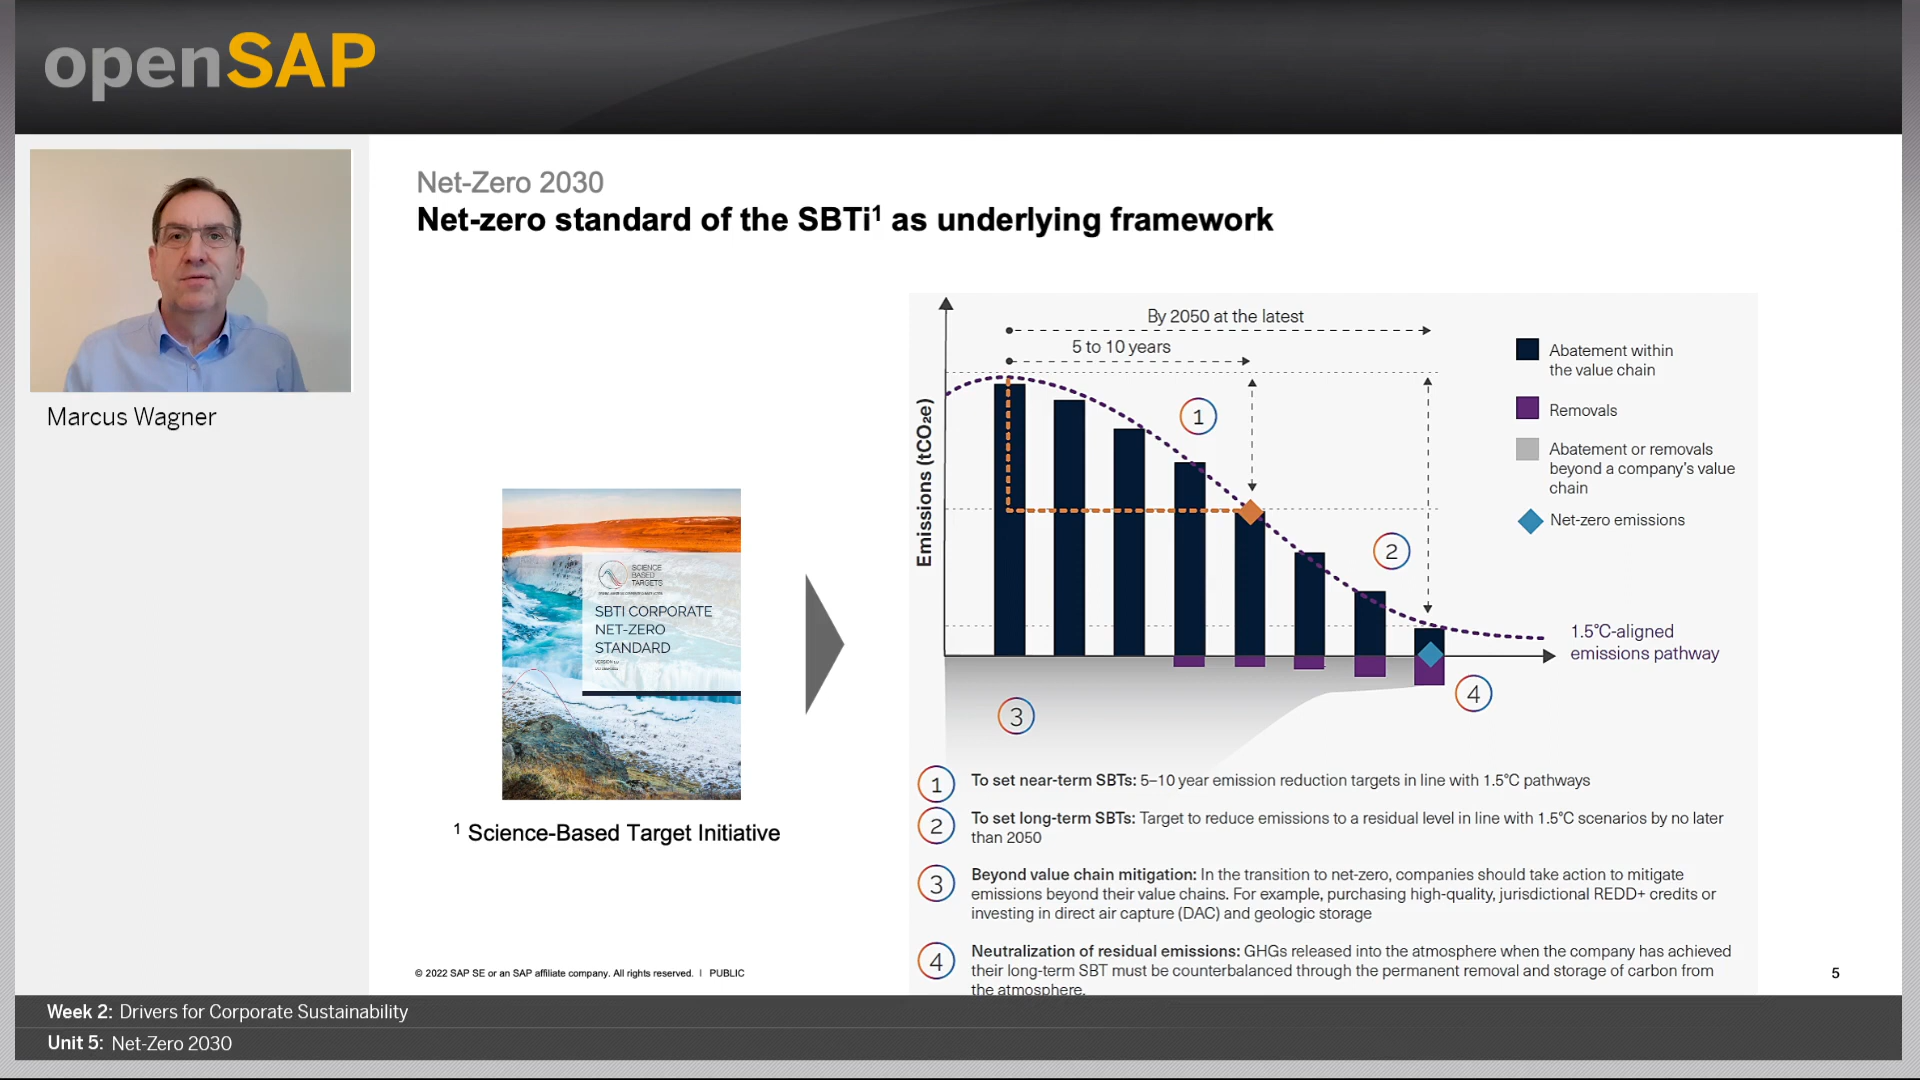 openSAP
Marcus Wagner
Net-Zero 2030
Net-zero standard of the SBTi¹ as underlying framework
SCIENCE
BASED
TARGETS
SBTI CORPORATE
NET-ZERO
STANDARD
¹ Science-Based Target Initiative
By 2050 at the latest
5 to 10 years
Emissions (tCO₂e)
1
2
3
4
Abatement within
the value chain
Removals
Abatement or removals
beyond a company's value
chain
Net-zero emissions
1.5°C-aligned
emissions pathway
1 To set near-term SBTs: 5–10 year emission reduction targets in line with 1.5°C pathways
2 To set long-term SBTs: Target to reduce emissions to a residual level in line with 1.5°C scenarios by no later
than 2050
3 Beyond value chain mitigation: In the transition to net-zero, companies should take action to mitigate
emissions beyond their value chains. For example, purchasing high-quality, jurisdictional REDD+ credits or
investing in direct air capture (DAC) and geologic storage
4 Neutralization of residual emissions: GHGs released into the atmosphere when the company has achieved
their long-term SBT must be counterbalanced through the permanent removal and storage of carbon from
the atmosphere.
© 2022 SAP SE or an SAP affiliate company. All rights reserved. I PUBLIC
5
Week 2: Drivers for Corporate Sustainability
Unit 5: Net-Zero 2030